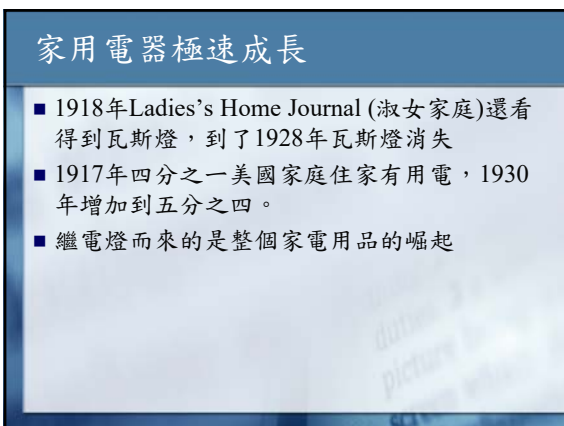 家用電器極速成長
■ 1918年Ladies's Home Journal (淑女家庭)還看
得到瓦斯燈，到了1928年瓦斯燈消失
■ 1917年四分之一美國家庭住家有用電，1930
年增加到五分之四。
■ 繼電燈而來的是整個家電用品的崛起
duties
picture
screen